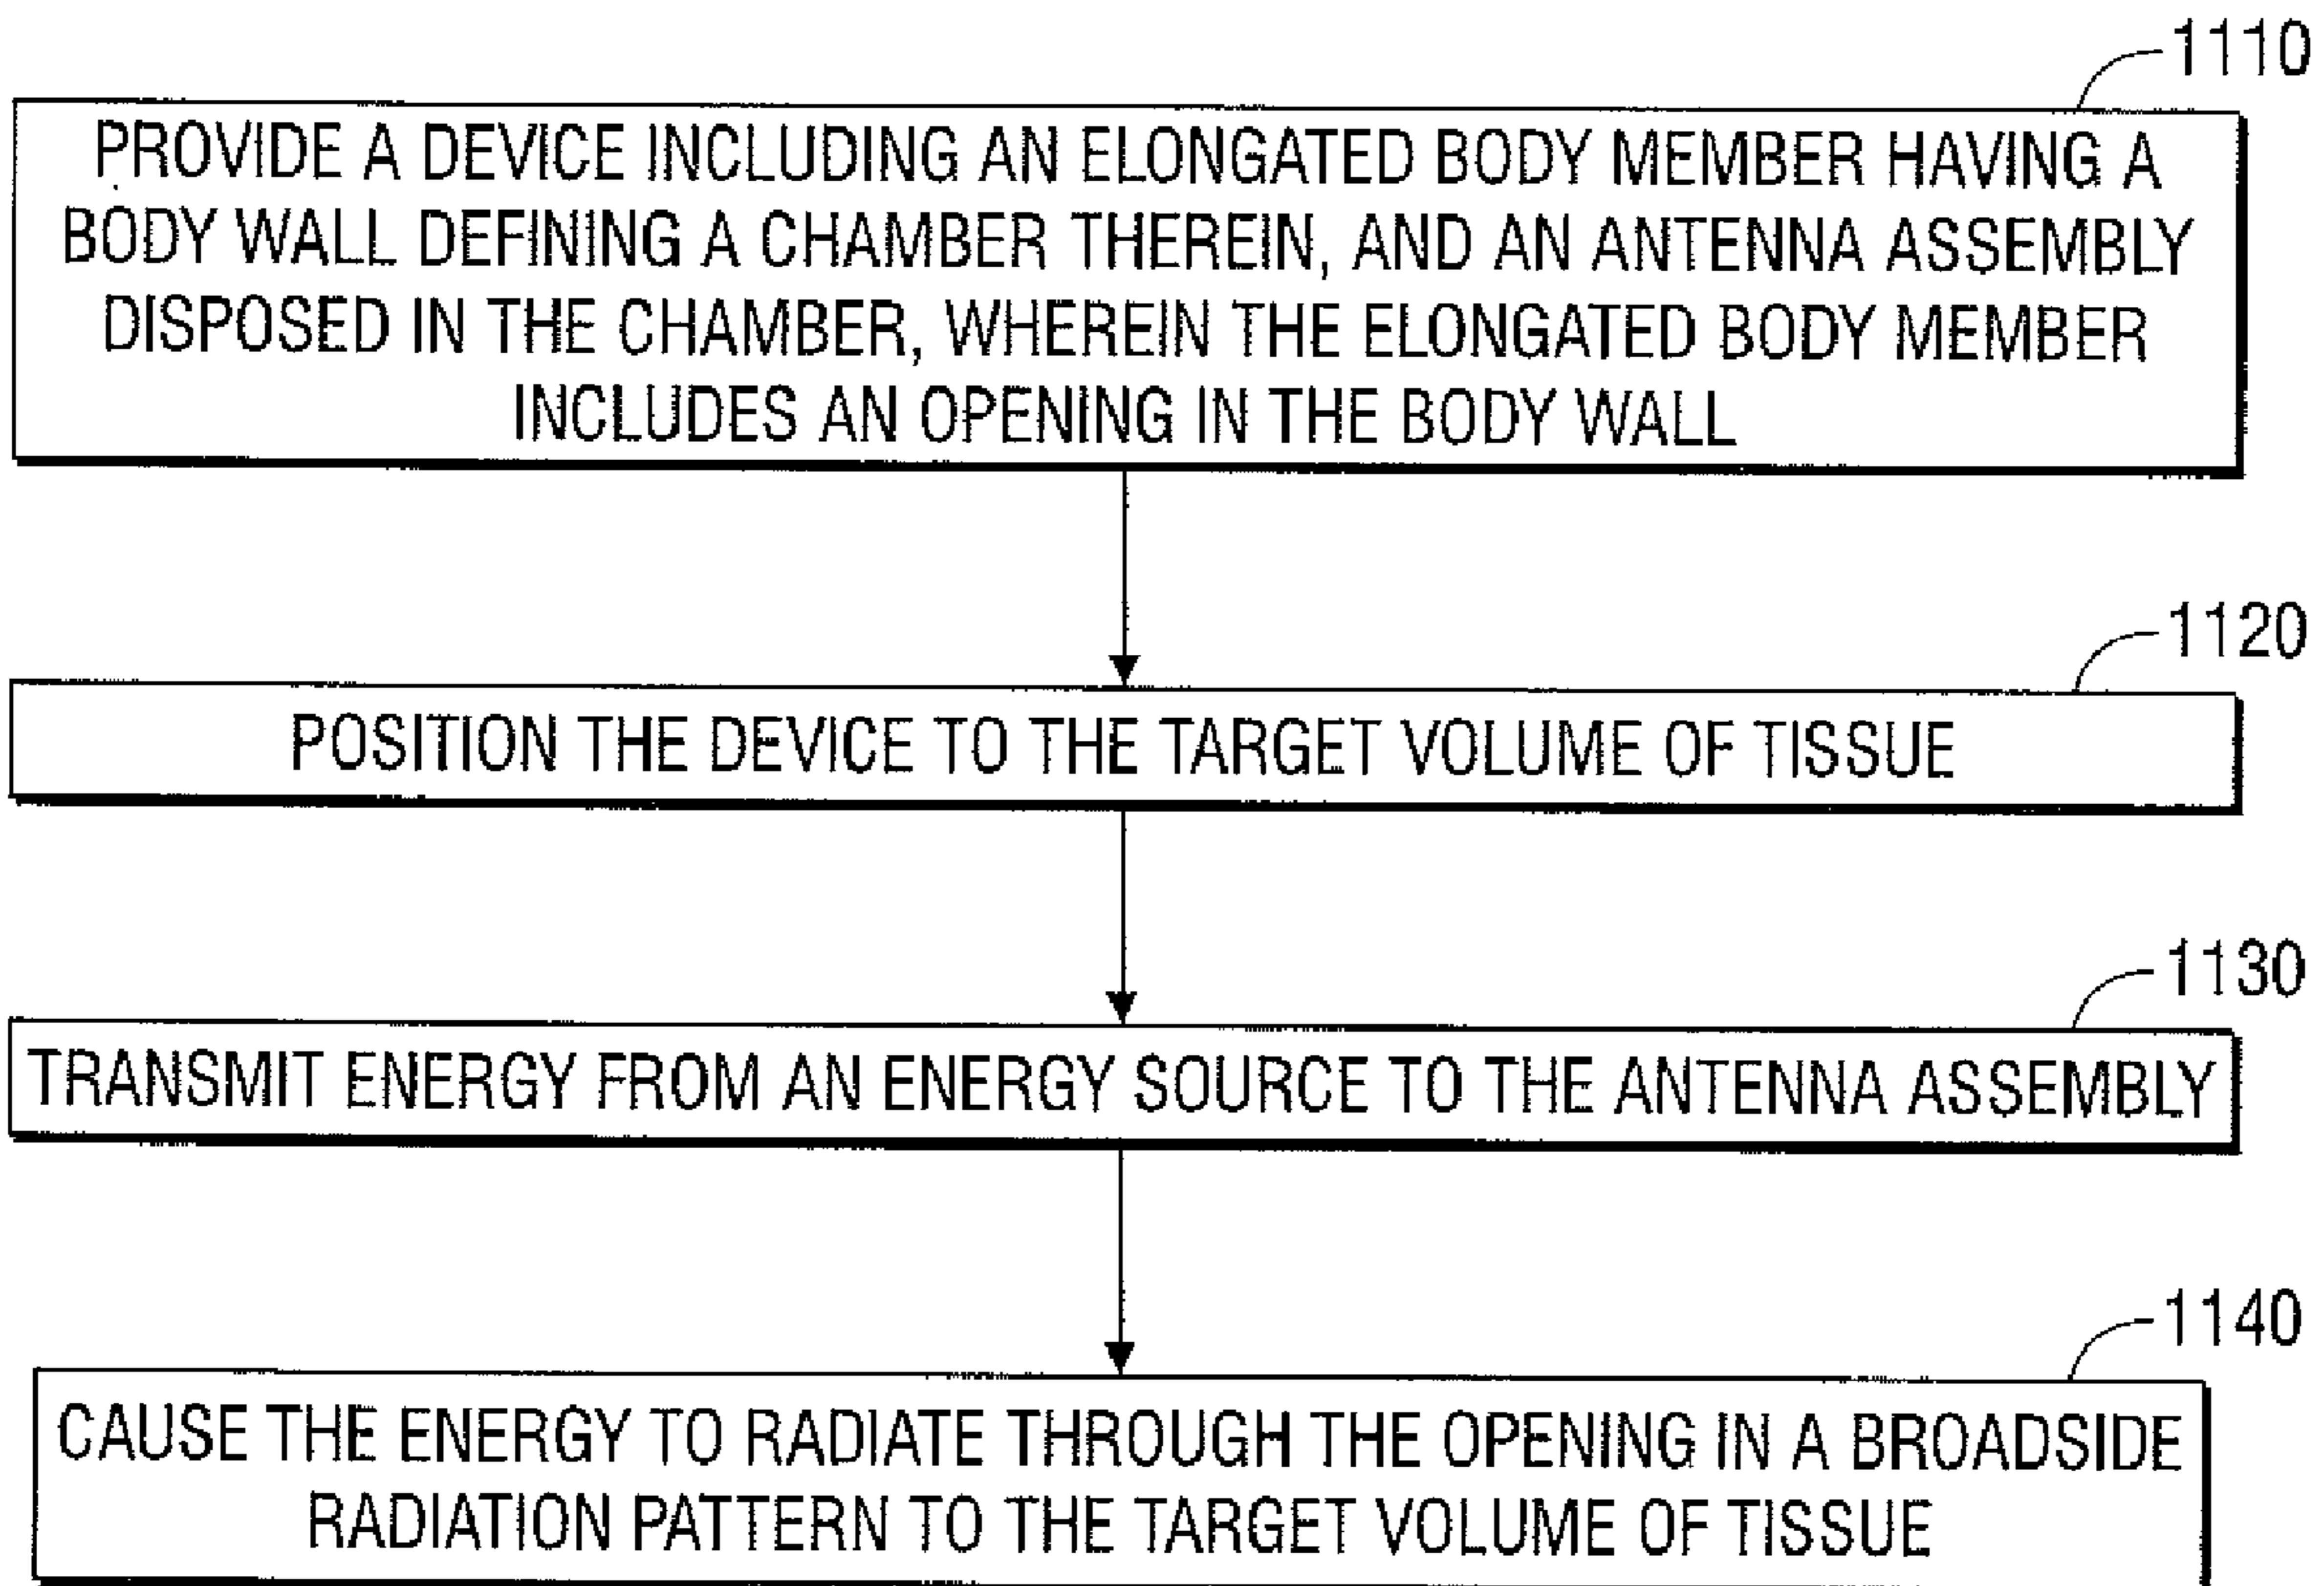 1110
PROVIDE A DEVICE INCLUDING AN ELONGATED BODY MEMBER HAVING A
BODY WALL DEFINING A CHAMBER THEREIN, AND AN ANTENNA ASSEMBLY
DISPOSED IN THE CHAMBER, WHEREIN THE ELONGATED BODY MEMBER
INCLUDES AN OPENING IN THE BODY WALL
1120
POSITION THE DEVICE TO THE TARGET VOLUME OF TISSUE
1130
TRANSMIT ENERGY FROM AN ENERGY SOURCE TO THE ANTENNA ASSEMBLY
1140
CAUSE THE ENERGY TO RADIATE THROUGH THE OPENING IN A BROADSIDE
RADIATION PATTERN TO THE TARGET VOLUME OF TISSUE